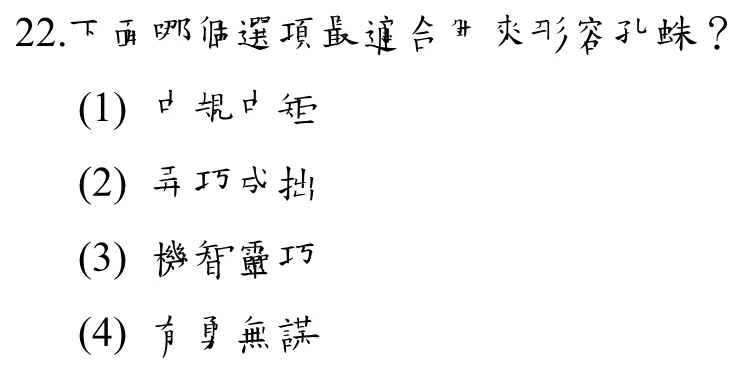 22.下面哪個選項最適合用來形容孔蛛？
(1) 中規中矩
(2) 弄巧成拙
(3) 機智靈巧
(4) 有勇無謀